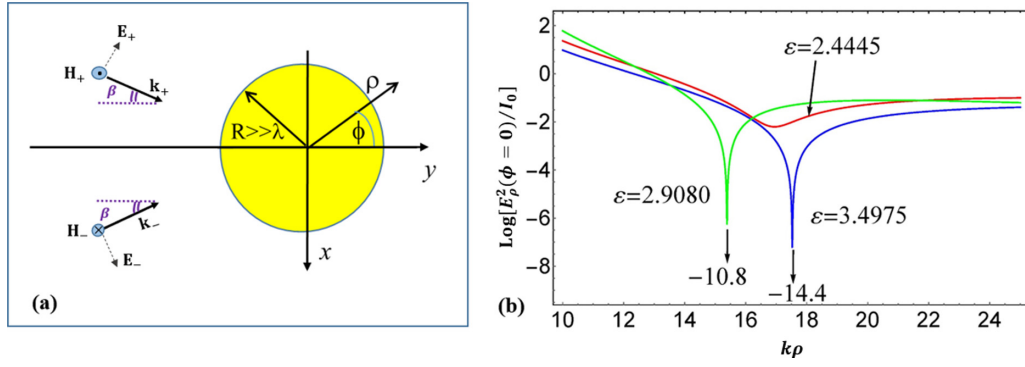 E₊
H₊
k₊
β
ρ
R>>λ
ϕ
y
β
H₋
k₋
E₋
x
(a)
(b)
Log[E²ρ(ϕ = 0)/I₀]
2
0
−2
−4
−6
−8
ε=2.4445
ε=2.9080
ε=3.4975
−10.8
−14.4
10 12 14 16 18 20 22 24
kρ